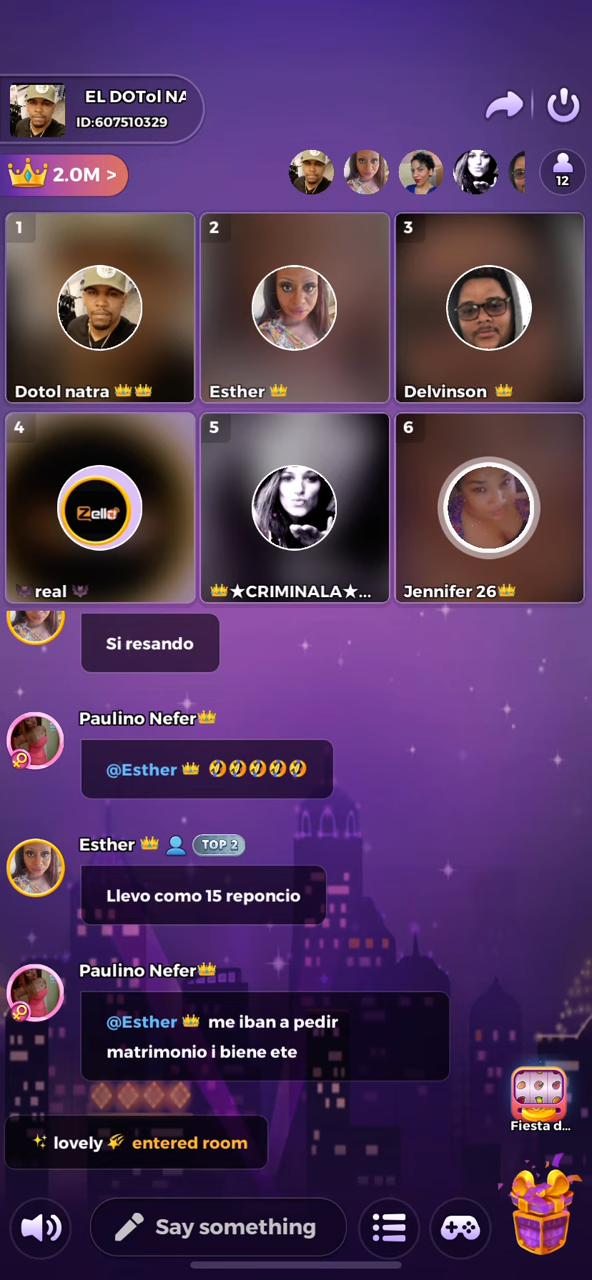 EL DOTol NA
ID:607510329
2.0M >
12
1
2
3
Dotol natra 👑👑
Esther 👑
Delvinson 👑
4
5
6
Zello
real
👑★CRIMINALA★...
Jennifer 26👑
Si resando
Paulino Nefer👑
@Esther 👑 🤣🤣🤣🤣🤣
Esther 👑 👤 TOP 2
Llevo como 15 reponcio
Paulino Nefer👑
@Esther 👑 me iban a pedir
matrimonio i biene ete
Fiesta d...
✨ lovely entered room
Say something